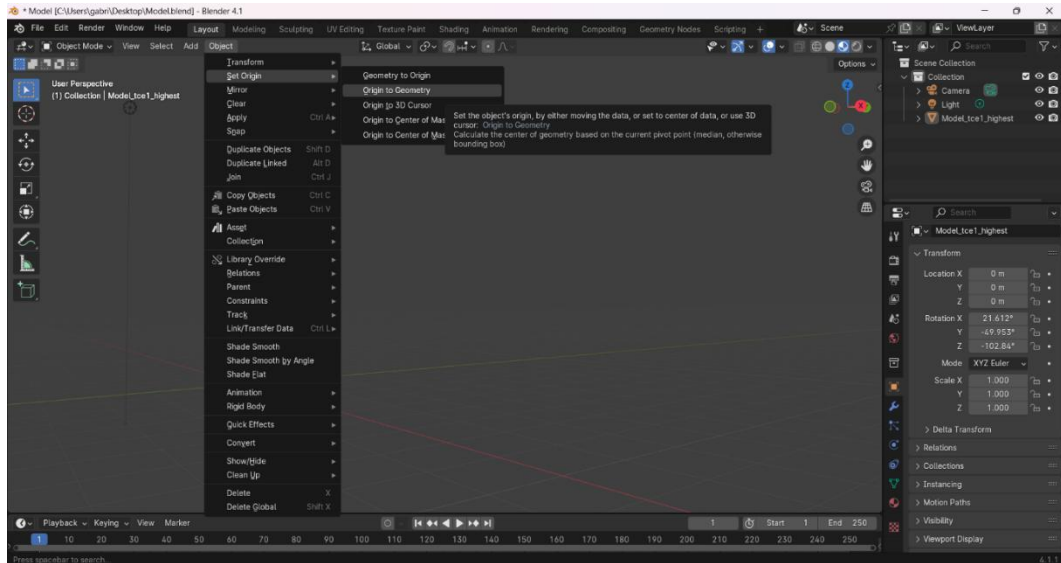 * Model [C:\Users\gabri\Desktop\Model.blend] - Blender 4.1
File Edit Render Window Help Layout Modeling Sculpting UV Editing Texture Paint Shading Animation Rendering Compositing Geometry Nodes Scripting + Scene ViewLayer
Object Mode View Select Add Object Global Search
Options
User Perspective
(1) Collection | Model_tce1_highest
Transform
Set Origin
Mirror
Clear
Apply Ctrl A
Snap
Duplicate Objects Shift D
Duplicate Linked Alt D
Join Ctrl J
Copy Objects Ctrl C
Paste Objects Ctrl V
Asset
Collection
Library Override
Relations
Parent
Constraints
Track
Link/Transfer Data Ctrl L
Shade Smooth
Shade Smooth by Angle
Shade Flat
Animation
Rigid Body
Quick Effects
Convert
Show/Hide
Clean Up
Delete X
Delete Global Shift X
Geometry to Origin
Origin to Geometry
Origin to 3D Cursor
Origin to Center of Mas
Origin to Center of Mas
Set the object's origin, by either moving the data, or set to center of data, or use 3D
cursor: Origin to Geometry
Calculate the center of geometry based on the current pivot point (median, otherwise
bounding box)
Z
X
Scene Collection
Collection
Camera
Light
Model_tce1_highest
Search
Model_tce1_highest
Transform
Location X 0 m
Y 0 m
Z 0 m
Rotation X 21.612°
Y -49.953°
Z -102.84°
Mode XYZ Euler
Scale X 1.000
Y 1.000
Z 1.000
Delta Transform
Relations
Collections
Instancing
Motion Paths
Visibility
Viewport Display
Playback Keying View Marker 1 Start 1 End 250
1 10 20 30 40 50 60 70 80 90 100 110 120 130 140 150 160 170 180 190 200 210 220 230 240 250
Press spacebar to search. 4.1.1